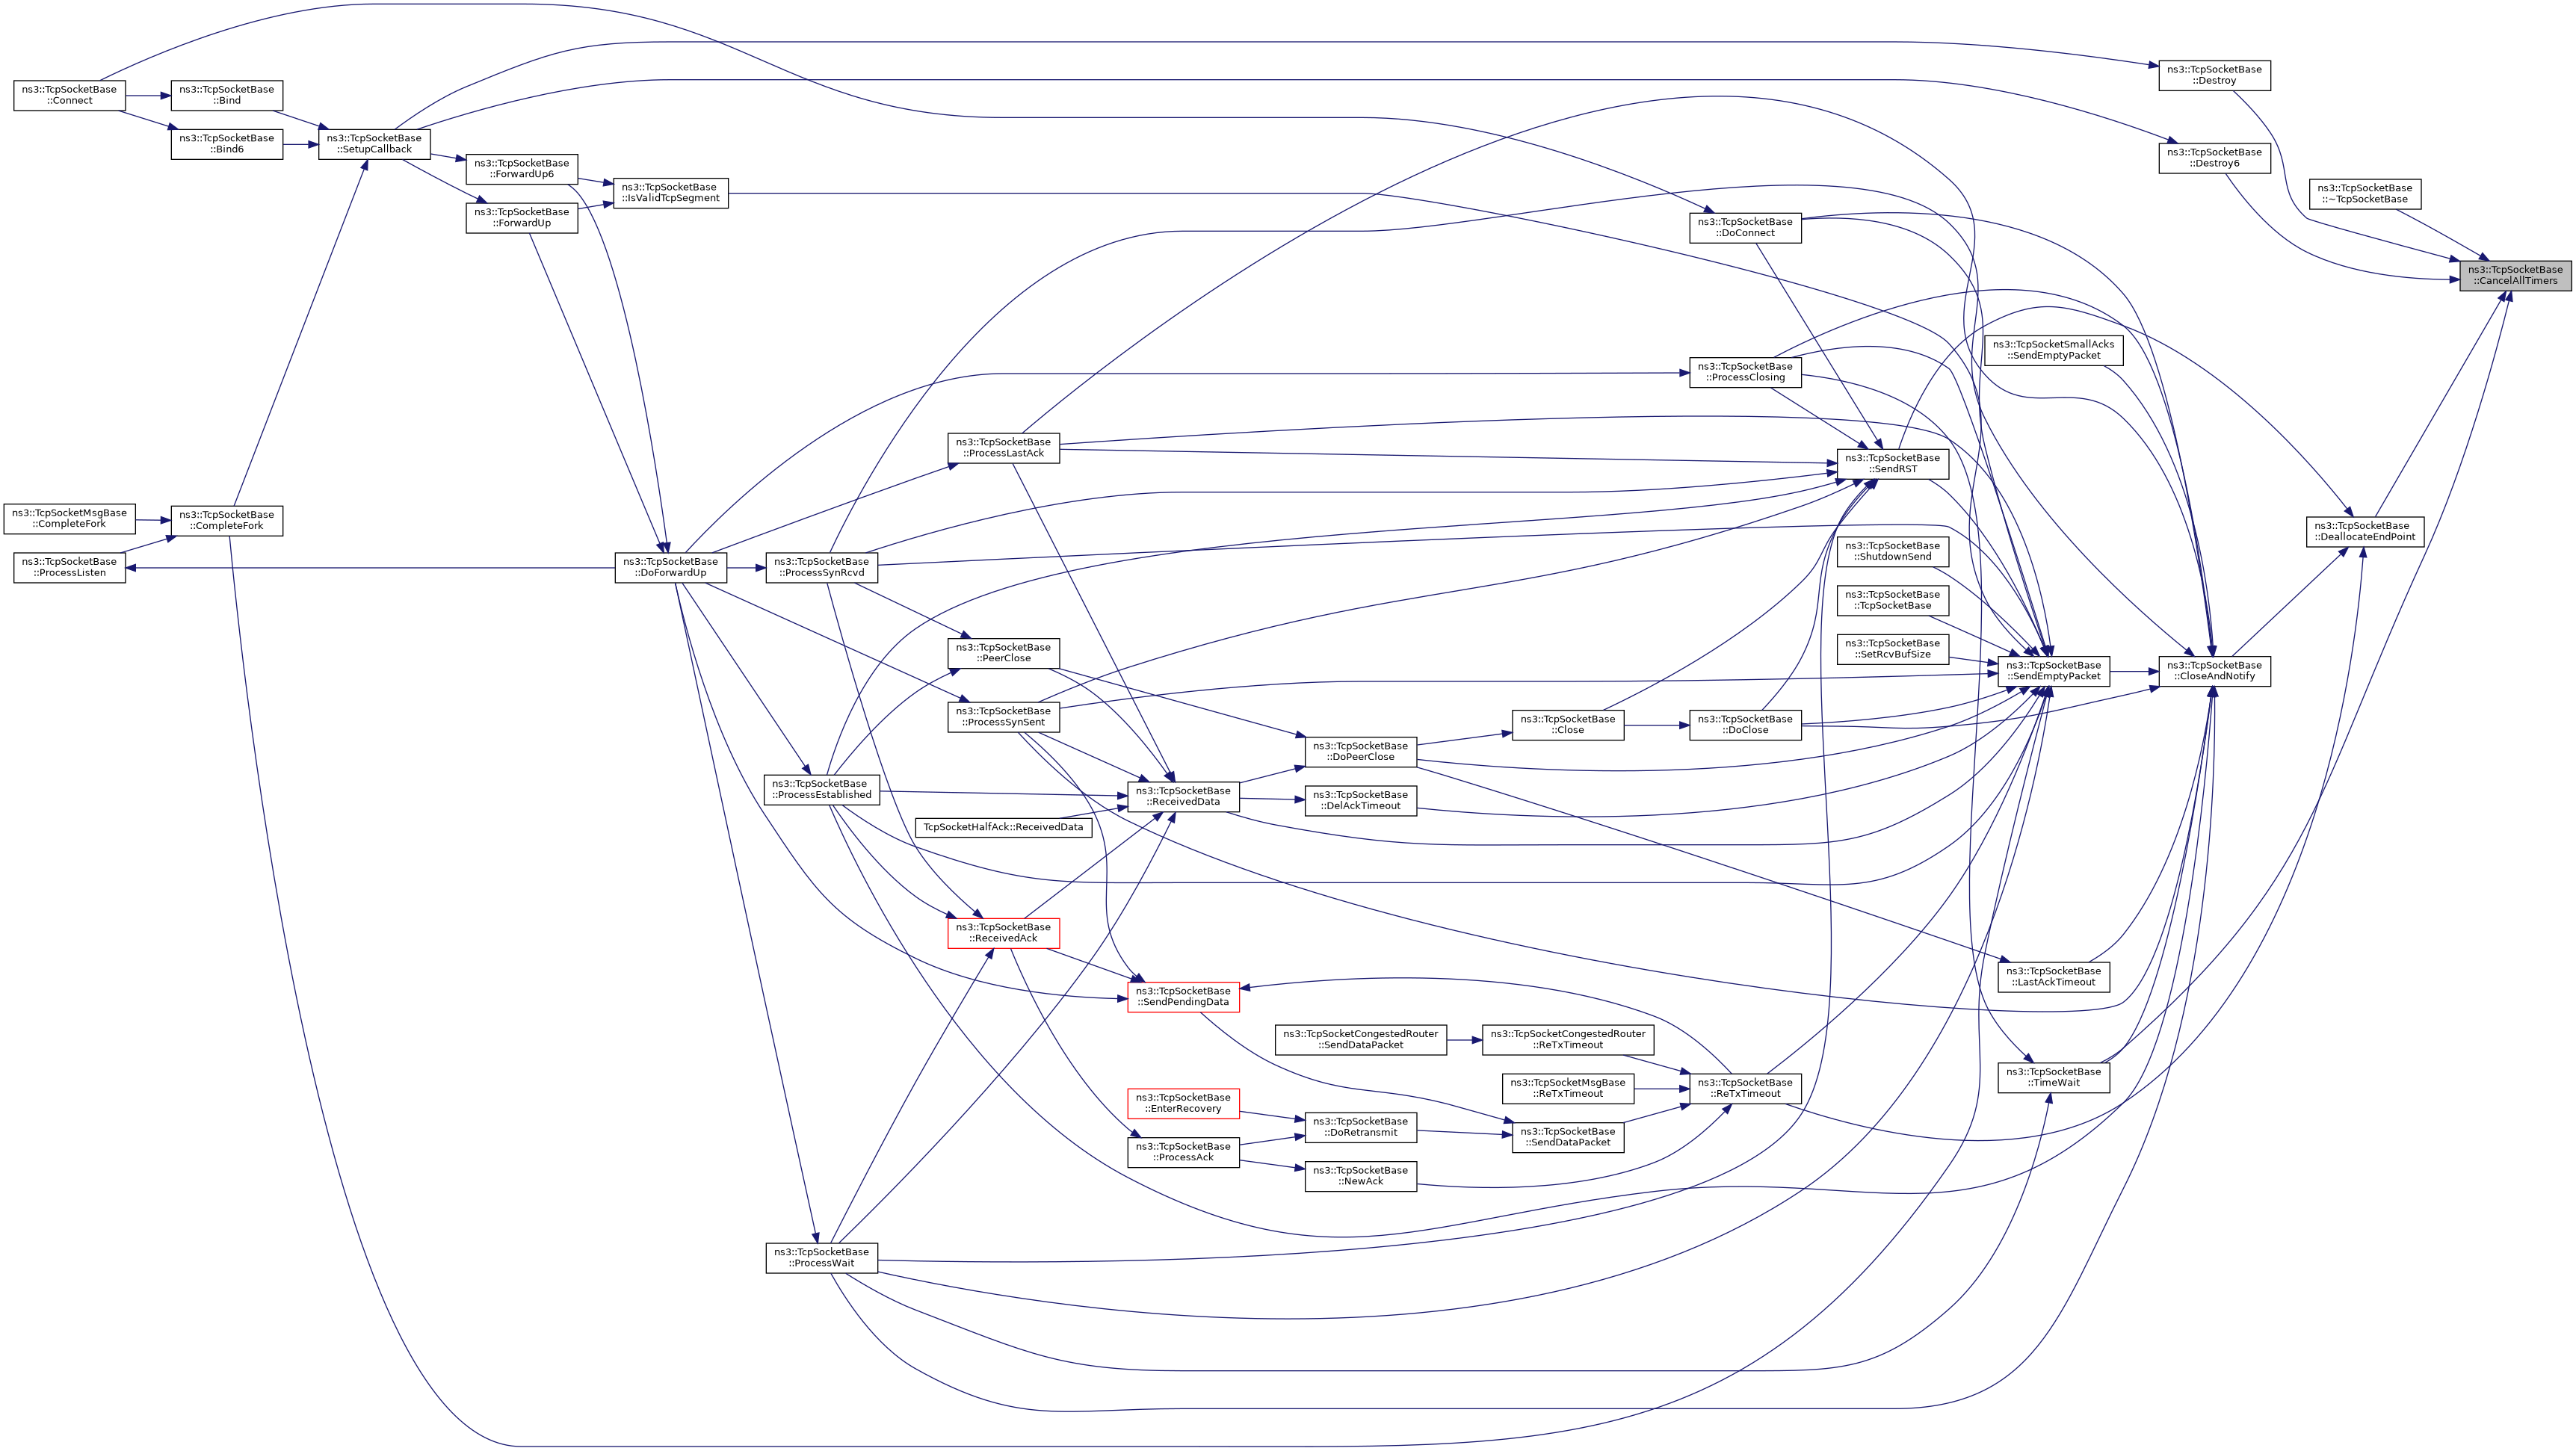 ns3::TcpSocketBase
::Connect
ns3::TcpSocketBase
::Bind
ns3::TcpSocketBase
::Bind6
ns3::TcpSocketBase
::SetupCallback
ns3::TcpSocketBase
::ForwardUp6
ns3::TcpSocketBase
::ForwardUp
ns3::TcpSocketBase
::IsValidTcpSegment
ns3::TcpSocketMsgBase
::CompleteFork
ns3::TcpSocketBase
::ProcessListen
ns3::TcpSocketBase
::CompleteFork
ns3::TcpSocketBase
::DoForwardUp
ns3::TcpSocketBase
::ProcessLastAck
ns3::TcpSocketBase
::ProcessSynRcvd
ns3::TcpSocketBase
::PeerClose
ns3::TcpSocketBase
::ProcessSynSent
ns3::TcpSocketBase
::ProcessEstablished
TcpSocketHalfAck::ReceivedData
ns3::TcpSocketBase
::ReceivedData
ns3::TcpSocketBase
::ReceivedAck
ns3::TcpSocketBase
::SendPendingData
ns3::TcpSocketBase
::EnterRecovery
ns3::TcpSocketBase
::ProcessAck
ns3::TcpSocketBase
::ProcessWait
ns3::TcpSocketBase
::DoPeerClose
ns3::TcpSocketBase
::DelAckTimeout
ns3::TcpSocketCongestedRouter
::SendDataPacket
ns3::TcpSocketBase
::DoRetransmit
ns3::TcpSocketBase
::NewAck
ns3::TcpSocketBase
::Close
ns3::TcpSocketCongestedRouter
::ReTxTimeout
ns3::TcpSocketMsgBase
::ReTxTimeout
ns3::TcpSocketBase
::SendDataPacket
ns3::TcpSocketBase
::DoConnect
ns3::TcpSocketBase
::ProcessClosing
ns3::TcpSocketBase
::DoClose
ns3::TcpSocketBase
::ReTxTimeout
ns3::TcpSocketBase
::SendRST
ns3::TcpSocketBase
::ShutdownSend
ns3::TcpSocketBase
::TcpSocketBase
ns3::TcpSocketBase
::SetRcvBufSize
ns3::TcpSocketSmallAcks
::SendEmptyPacket
ns3::TcpSocketBase
::SendEmptyPacket
ns3::TcpSocketBase
::LastAckTimeout
ns3::TcpSocketBase
::TimeWait
ns3::TcpSocketBase
::Destroy
ns3::TcpSocketBase
::Destroy6
ns3::TcpSocketBase
::CloseAndNotify
ns3::TcpSocketBase
::~TcpSocketBase
ns3::TcpSocketBase
::DeallocateEndPoint
ns3::TcpSocketBase
::CancelAllTimers